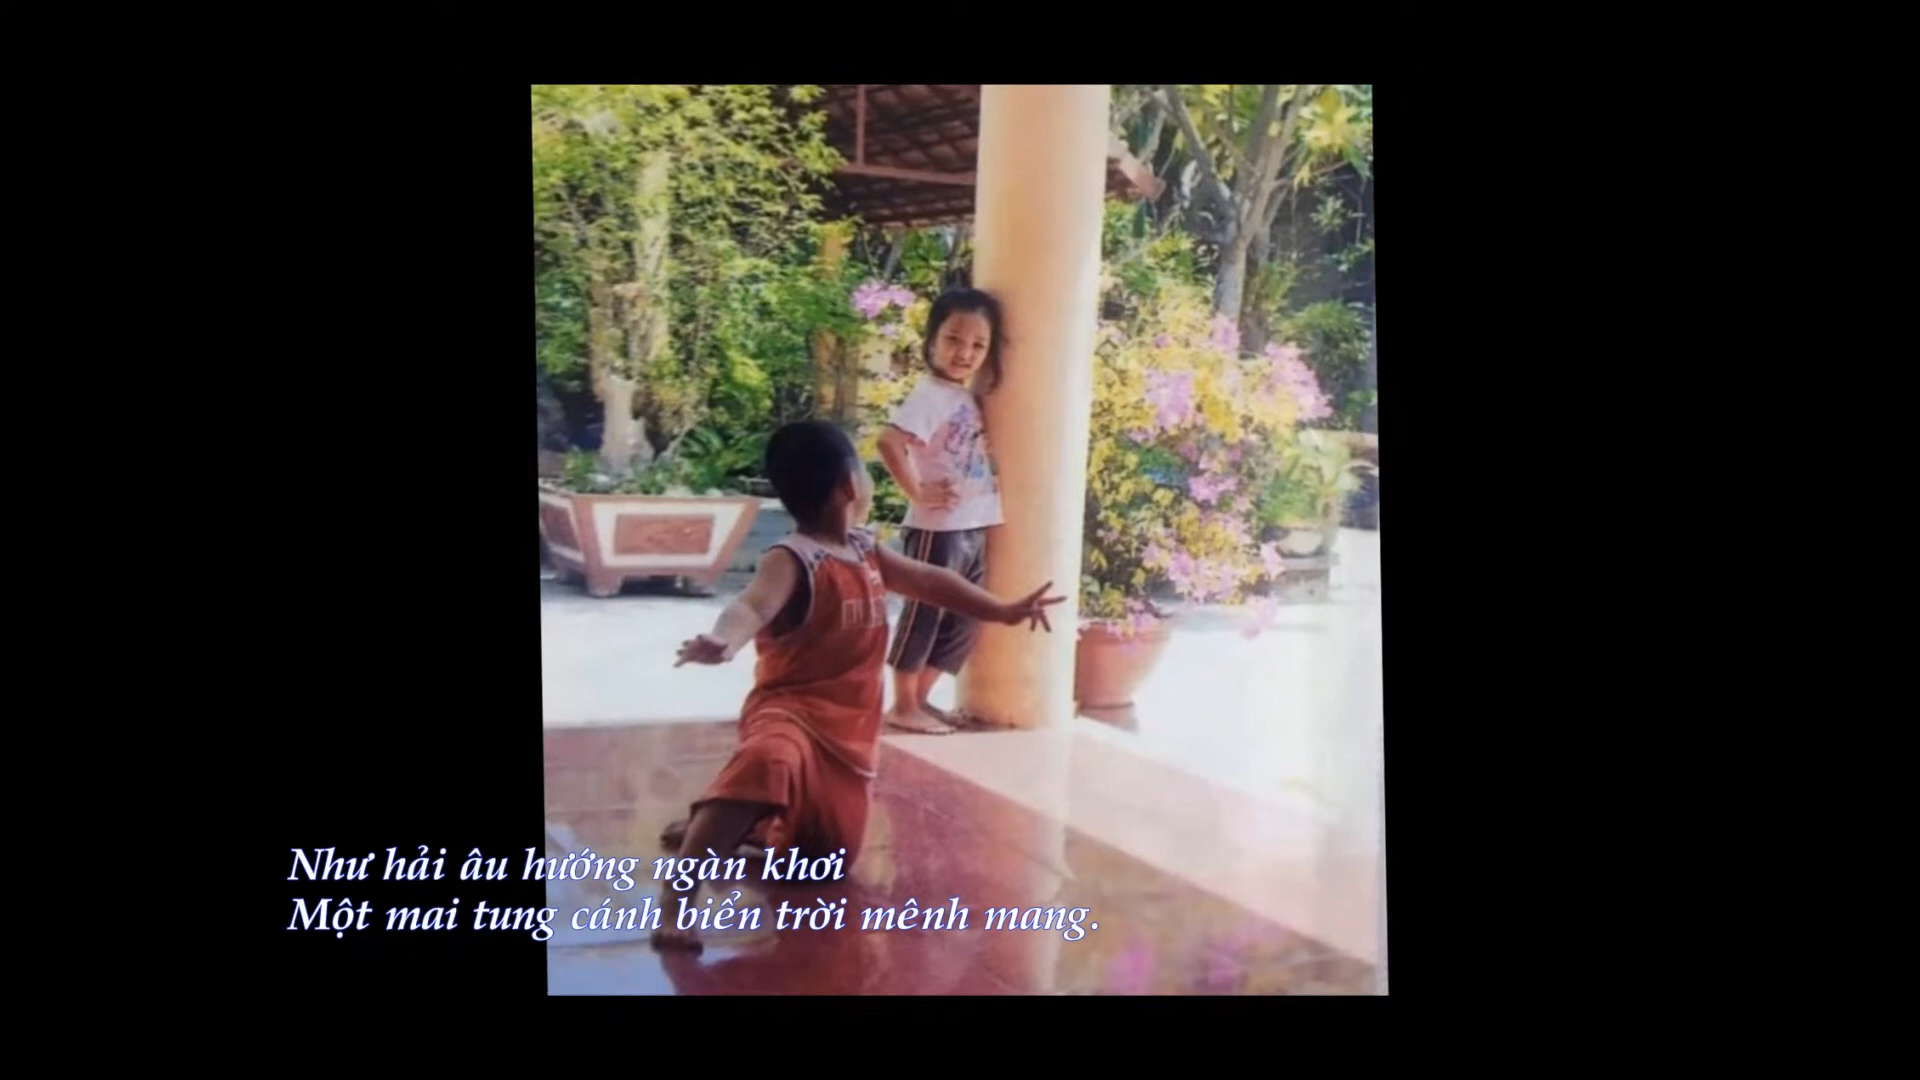 Như hải âu hướng ngàn khơi
Một mai tung cánh biển trời mênh mang.